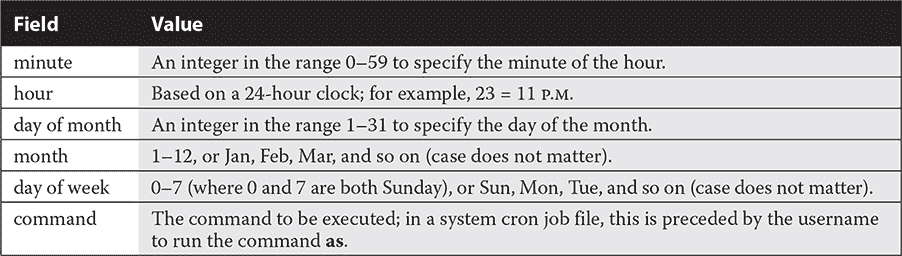 Field Value
minute An integer in the range 0–59 to specify the minute of the hour.
hour Based on a 24-hour clock; for example, 23 = 11 P.M.
day of month An integer in the range 1–31 to specify the day of the month.
month 1–12, or Jan, Feb, Mar, and so on (case does not matter).
day of week 0–7 (where 0 and 7 are both Sunday), or Sun, Mon, Tue, and so on (case does not matter).
command The command to be executed; in a system cron job file, this is preceded by the username
to run the command as.